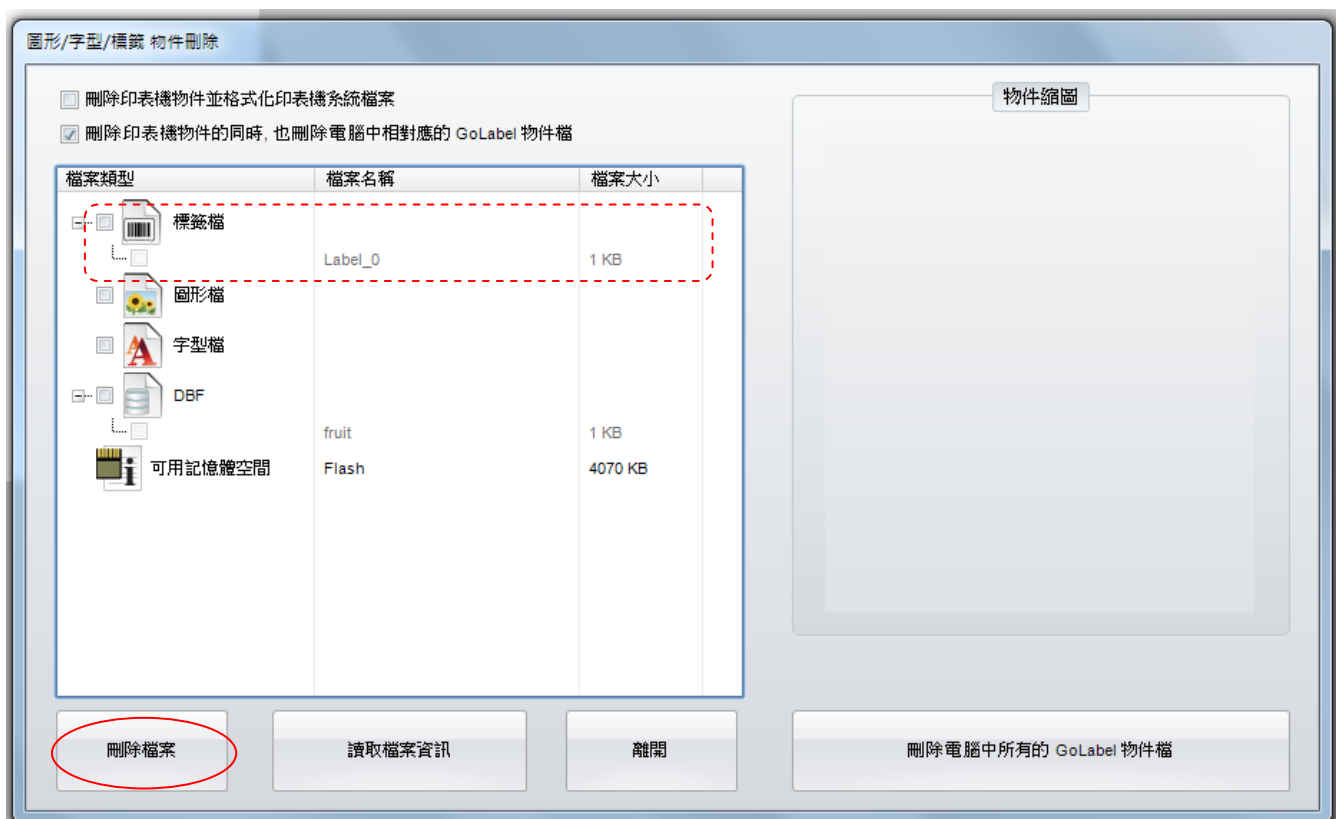 圖形/字型/標籤 物件刪除
刪除印表機物件並格式化印表機系統檔案
物件縮圖
刪除印表機物件的同時, 也刪除電腦中相對應的 GoLabel 物件檔
檔案類型 檔案名稱 檔案大小
標籤檔
Label_0 1 KB
圖形檔
字型檔
DBF
fruit 1 KB
可用記憶體空間 Flash 4070 KB
刪除檔案 讀取檔案資訊 離開 刪除電腦中所有的 GoLabel 物件檔